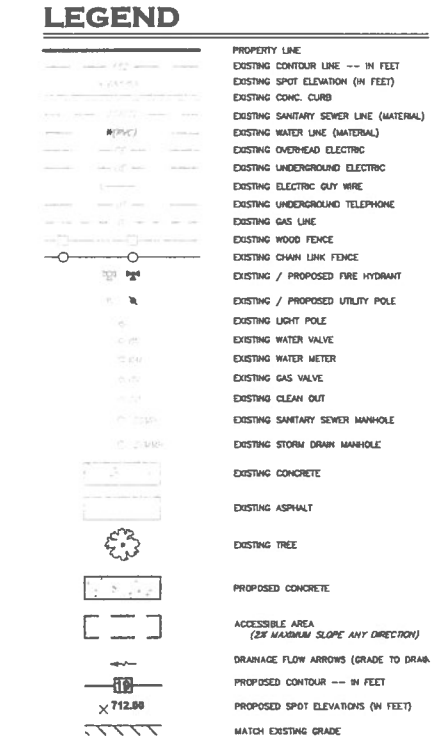 LEGEND
PROPERTY LINE
EXISTING CONTOUR LINE -- IN FEET
EXISTING SPOT ELEVATION (IN FEET)
EXISTING CONC. CURB
EXISTING SANITARY SEWER LINE (MATERIAL)
(PVC) EXISTING WATER LINE (MATERIAL)
EXISTING OVERHEAD ELECTRIC
EXISTING UNDERGROUND ELECTRIC
EXISTING ELECTRIC GUY WIRE
EXISTING UNDERGROUND TELEPHONE
EXISTING GAS LINE
EXISTING WOOD FENCE
EXISTING CHAIN LINK FENCE
EXISTING / PROPOSED FIRE HYDRANT
EXISTING / PROPOSED UTILITY POLE
EXISTING LIGHT POLE
EXISTING WATER VALVE
EXISTING WATER METER
EXISTING GAS VALVE
EXISTING CLEAN OUT
EXISTING SANITARY SEWER MANHOLE
EXISTING STORM DRAIN MANHOLE
EXISTING CONCRETE
EXISTING ASPHALT
EXISTING TREE
PROPOSED CONCRETE
ACCESSIBLE AREA
(2% MAXIMUM SLOPE ANY DIRECTION)
DRAINAGE FLOW ARROWS (GRADE TO DRAIN
10 PROPOSED CONTOUR -- IN FEET
712.00 PROPOSED SPOT ELEVATIONS (IN FEET)
MATCH EXISTING GRADE